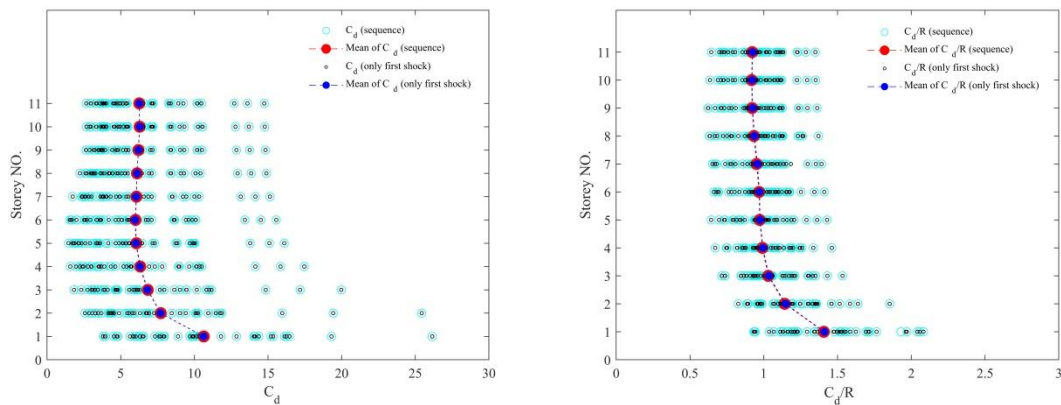 C_d (sequence)
Mean of C_d (sequence)
C_d (only first shock)
Mean of C_d (only first shock)
11
10
9
8
7
6
5
4
3
2
1
0
Storey NO.
0 5 10 15 20 25 30
C_d
C_d/R (sequence)
Mean of C_d/R (sequence)
C_d/R (only first shock)
Mean of C_d/R (only first shock)
11
10
9
8
7
6
5
4
3
2
1
0
Storey NO.
0 0.5 1 1.5 2 2.5 3
C_d/R